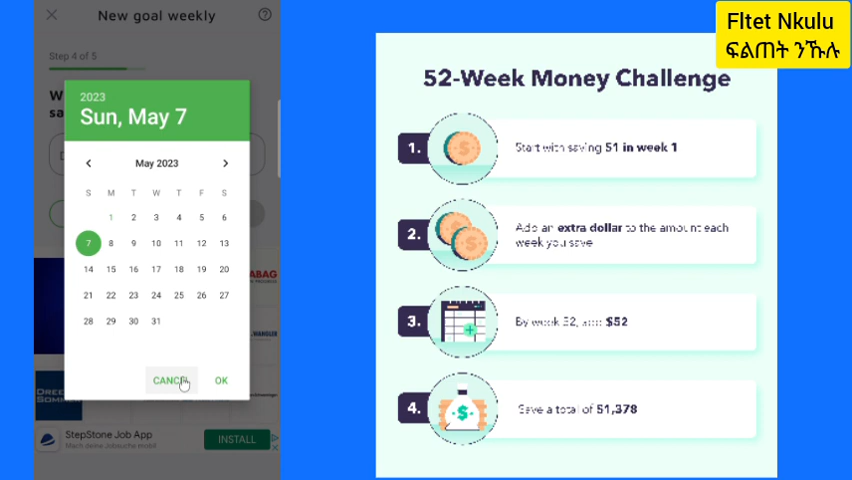 New goal weekly
Step 4 of 5
2023
Sun, May 7
May 2023
S M T W T F S
1 2 3 4 5 6
7 8 9 10 11 12 13
14 15 16 17 18 19 20
21 22 23 24 25 26 27
28 29 30 31
CANCEL OK
StepStone Job App
Mach deine Jobsuche mobil
INSTALL
Fltet Nkulu
ፍልጠት ንኹሉ
52-Week Money Challenge
1. Start with saving $1 in week 1
2. Add an extra dollar to the amount each
week you save
3. By week 52, $52
4. Save a total of $1,378